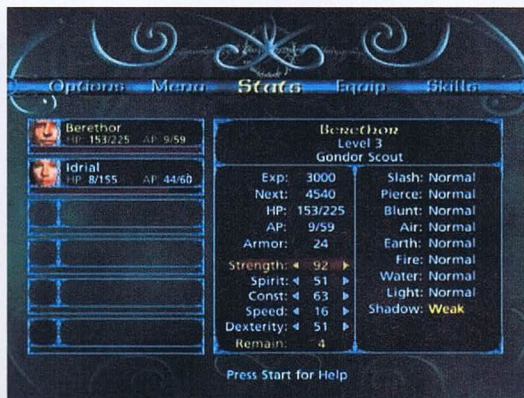 Options Menu Stats Equip Skills
Berethor
HP: 153/225 AP: 9/59
Idrial
HP: 8/155 AP: 44/60
Berethor
Level 3
Gondor Scout
Exp: 3000
Next: 4540
HP: 153/225
AP: 9/59
Armor: 24
Strength: 92
Spirit: 51
Const: 63
Speed: 16
Dexterity: 51
Remain: 4
Slash: Normal
Pierce: Normal
Blunt: Normal
Air: Normal
Earth: Normal
Fire: Normal
Water: Normal
Light: Normal
Shadow: Weak
Press Start for Help